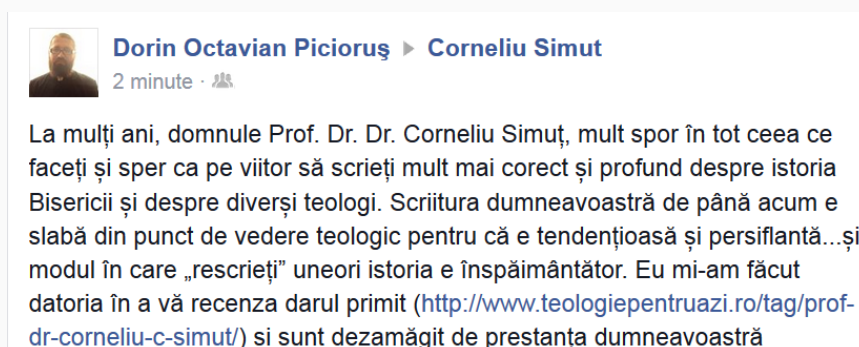 Dorin Octavian Picioruş ▸ Corneliu Simut
2 minute ·
La mulți ani, domnule Prof. Dr. Dr. Corneliu Simuț, mult spor în tot ceea ce
faceți și sper ca pe viitor să scrieți mult mai corect și profund despre istoria
Bisericii și despre diverși teologi. Scriitura dumneavoastră de până acum e
slabă din punct de vedere teologic pentru că e tendențioasă și persiflantă...și
modul în care „rescrieți” uneori istoria e înspăimântător. Eu mi-am făcut
datoria în a vă recenza darul primit (http://www.teologiepentruazi.ro/tag/prof-
dr-corneliu-c-simut/) si sunt dezamăgit de prestanta dumneavoastră